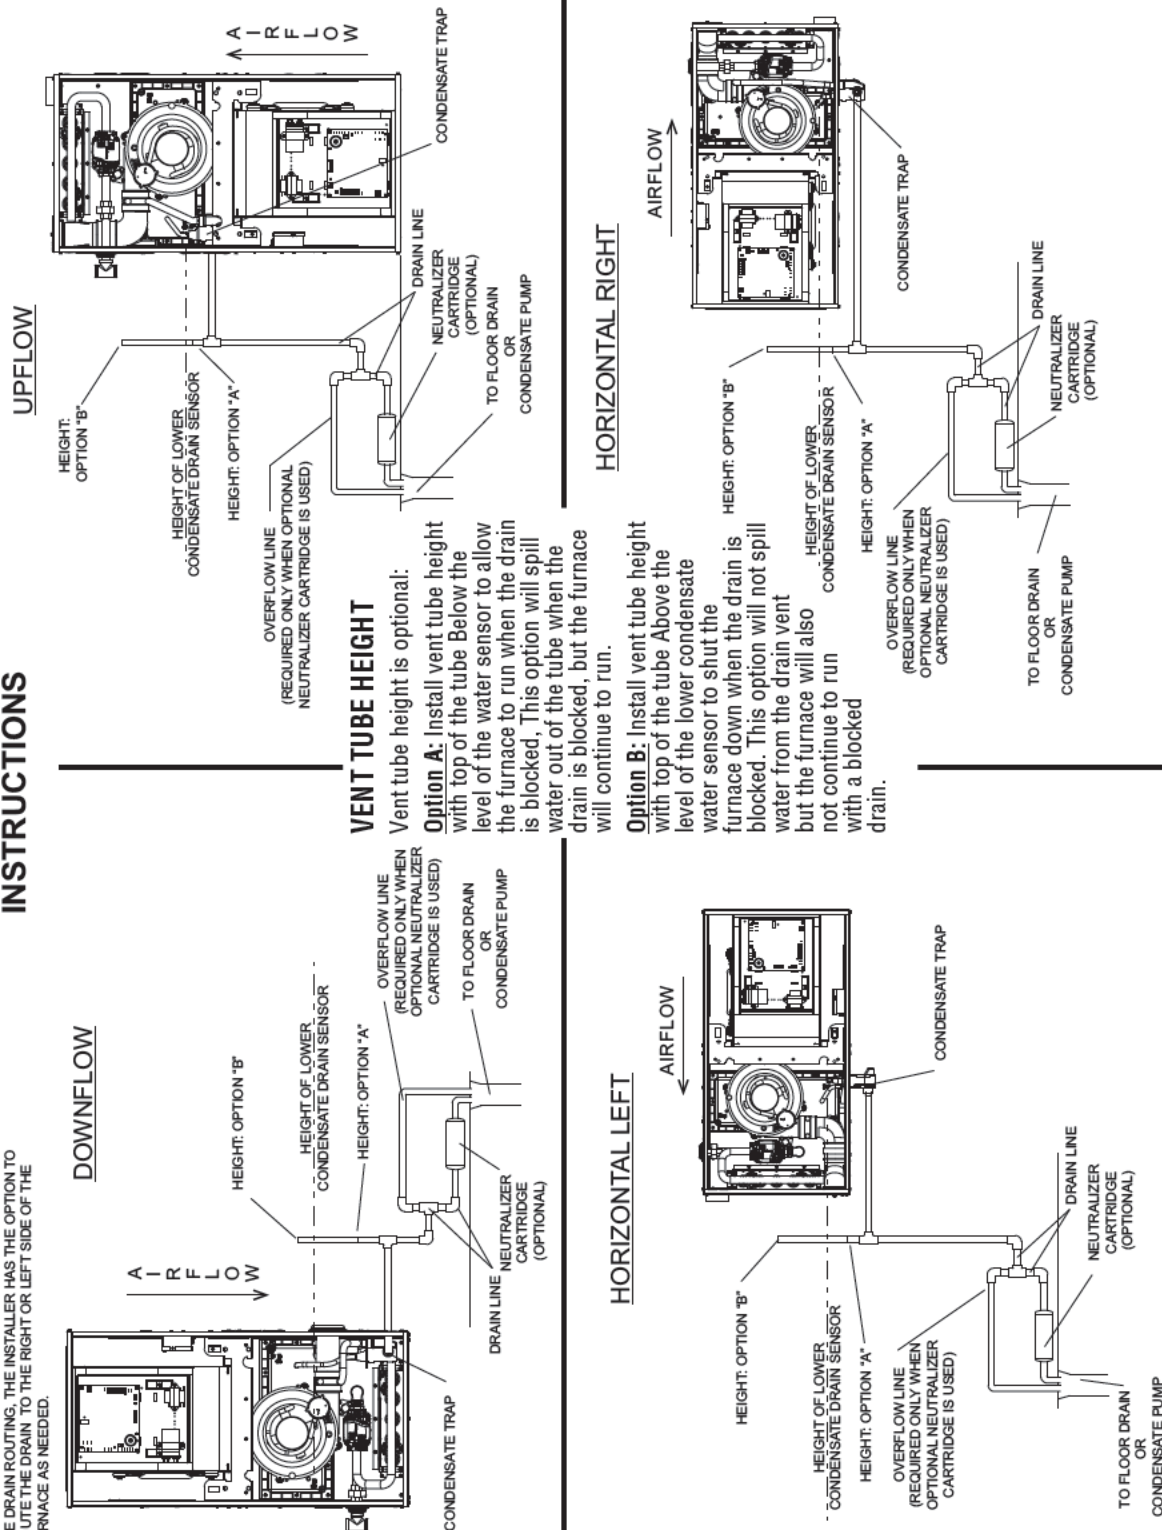 INSTRUCTIONS
E DRAIN ROUTING, THE INSTALLER HAS THE OPTION TO
UTE THE DRAIN TO THE RIGHT OR LEFT SIDE OF THE
RNACE AS NEEDED.
DOWNFLOW
AIRFLOW
HEIGHT: OPTION "B"
HEIGHT OF LOWER
CONDENSATE DRAIN SENSOR
HEIGHT: OPTION "A"
OVERFLOW LINE
(REQUIRED ONLY WHEN
OPTIONAL NEUTRALIZER
CARTRIDGE IS USED)
TO FLOOR DRAIN
OR
CONDENSATE PUMP
DRAIN LINE
NEUTRALIZER
CARTRIDGE
(OPTIONAL)
CONDENSATE TRAP
UPFLOW
HEIGHT:
OPTION "B"
AIRFLOW
CONDENSATE TRAP
HEIGHT OF LOWER
CONDENSATE DRAIN SENSOR
HEIGHT: OPTION "A"
OVERFLOW LINE
(REQUIRED ONLY WHEN OPTIONAL
NEUTRALIZER CARTRIDGE IS USED)
DRAIN LINE
NEUTRALIZER
CARTRIDGE
(OPTIONAL)
TO FLOOR DRAIN
OR
CONDENSATE PUMP
VENT TUBE HEIGHT
Vent tube height is optional:
Option A: Install vent tube height
with top of the tube Below the
level of the water sensor to allow
the furnace to run when the drain
is blocked, This option will spill
water out of the tube when the
drain is blocked, but the furnace
will continue to run.
Option B: Install vent tube height
with top of the tube Above the
level of the lower condensate
water sensor to shut the
furnace down when the drain is
blocked. This option will not spill
water from the drain vent
but the furnace will also
not continue to run
with a blocked
drain.
HORIZONTAL LEFT
AIRFLOW
CONDENSATE TRAP
HEIGHT: OPTION "B"
HEIGHT OF LOWER
CONDENSATE DRAIN SENSOR
HEIGHT: OPTION "A"
OVERFLOW LINE
(REQUIRED ONLY WHEN
OPTIONAL NEUTRALIZER
CARTRIDGE IS USED)
DRAIN LINE
NEUTRALIZER
CARTRIDGE
(OPTIONAL)
TO FLOOR DRAIN
OR
CONDENSATE PUMP
HORIZONTAL RIGHT
AIRFLOW
CONDENSATE TRAP
HEIGHT: OPTION "B"
HEIGHT OF LOWER
CONDENSATE DRAIN SENSOR
HEIGHT: OPTION "A"
OVERFLOW LINE
(REQUIRED ONLY WHEN
OPTIONAL NEUTRALIZER
CARTRIDGE IS USED)
DRAIN LINE
NEUTRALIZER
CARTRIDGE
(OPTIONAL)
TO FLOOR DRAIN
OR
CONDENSATE PUMP